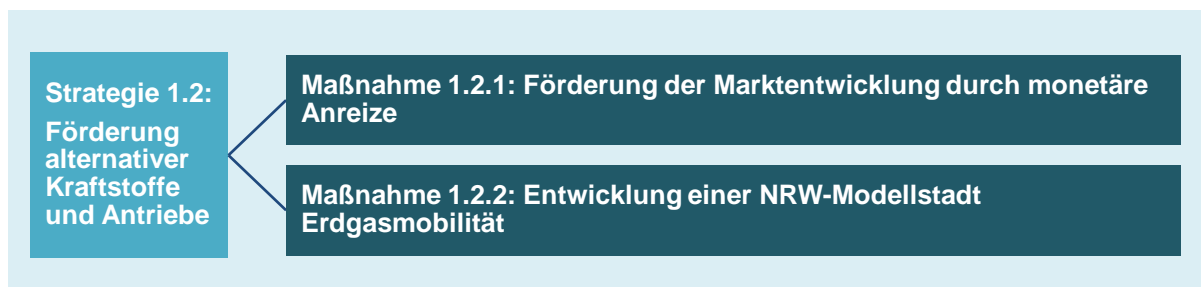 Strategie 1.2:
Förderung
alternativer
Kraftstoffe
und Antriebe
Maßnahme 1.2.1: Förderung der Marktentwicklung durch monetäre
Anreize
Maßnahme 1.2.2: Entwicklung einer NRW-Modellstadt
Erdgasmobilität